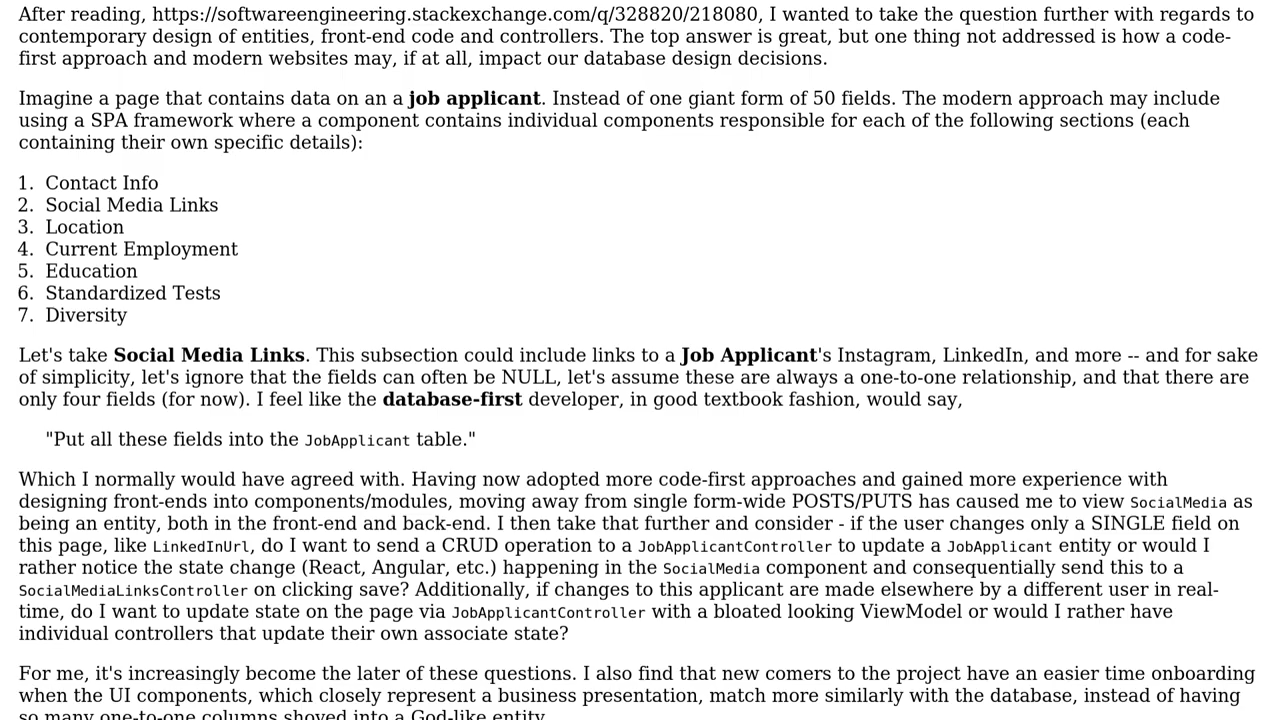 After reading, https://softwareengineering.stackexchange.com/q/328820/218080, I wanted to take the question further with regards to
contemporary design of entities, front-end code and controllers. The top answer is great, but one thing not addressed is how a code-
first approach and modern websites may, if at all, impact our database design decisions.
Imagine a page that contains data on an a job applicant. Instead of one giant form of 50 fields. The modern approach may include
using a SPA framework where a component contains individual components responsible for each of the following sections (each
containing their own specific details):
1. Contact Info
2. Social Media Links
3. Location
4. Current Employment
5. Education
6. Standardized Tests
7. Diversity
Let's take Social Media Links. This subsection could include links to a Job Applicant's Instagram, LinkedIn, and more -- and for sake
of simplicity, let's ignore that the fields can often be NULL, let's assume these are always a one-to-one relationship, and that there are
only four fields (for now). I feel like the database-first developer, in good textbook fashion, would say,
"Put all these fields into the JobApplicant table."
Which I normally would have agreed with. Having now adopted more code-first approaches and gained more experience with
designing front-ends into components/modules, moving away from single form-wide POSTS/PUTS has caused me to view SocialMedia as
being an entity, both in the front-end and back-end. I then take that further and consider - if the user changes only a SINGLE field on
this page, like LinkedInUrl, do I want to send a CRUD operation to a JobApplicantController to update a JobApplicant entity or would I
rather notice the state change (React, Angular, etc.) happening in the SocialMedia component and consequentially send this to a
SocialMediaLinksController on clicking save? Additionally, if changes to this applicant are made elsewhere by a different user in real-
time, do I want to update state on the page via JobApplicantController with a bloated looking ViewModel or would I rather have
individual controllers that update their own associate state?
For me, it's increasingly become the later of these questions. I also find that new comers to the project have an easier time onboarding
when the UI components, which closely represent a business presentation, match more similarly with the database, instead of having
so many one-to-one columns shoved into a God-like entity.